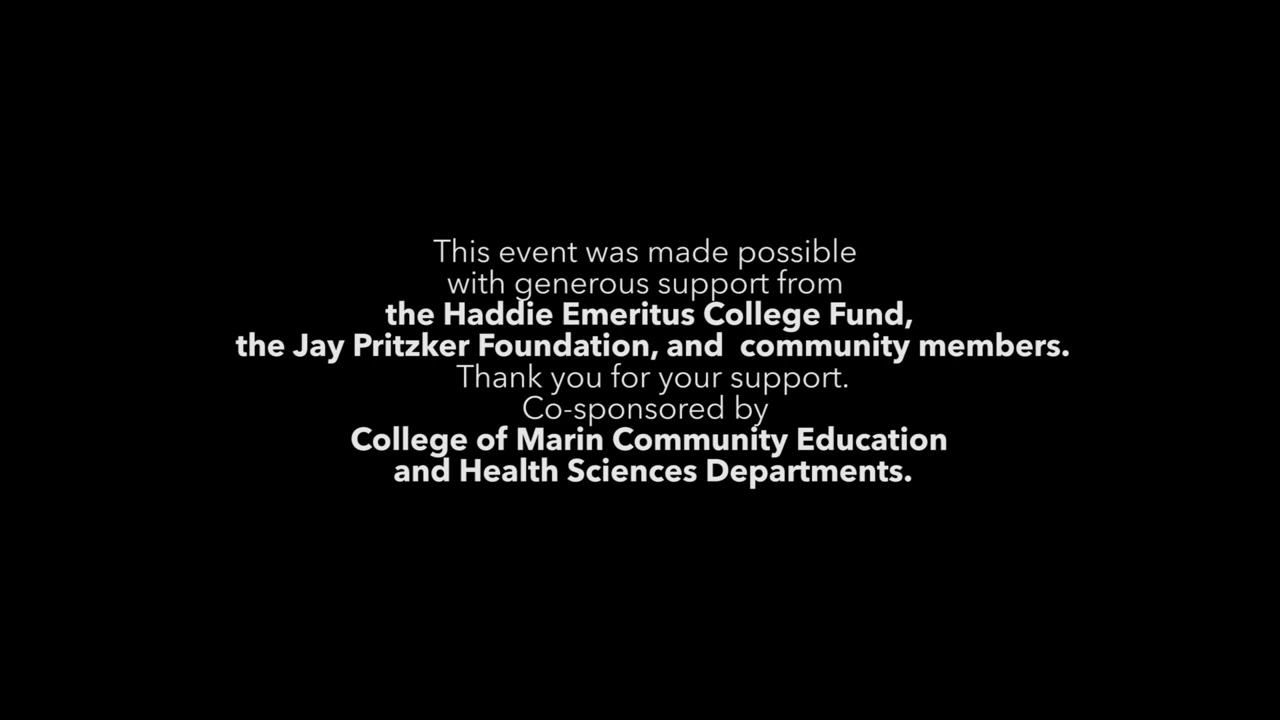 This event was made possible
with generous support from
the Haddie Emeritus College Fund,
the Jay Pritzker Foundation, and  community members.
Thank you for your support.
Co-sponsored by
College of Marin Community Education
and Health Sciences Departments.